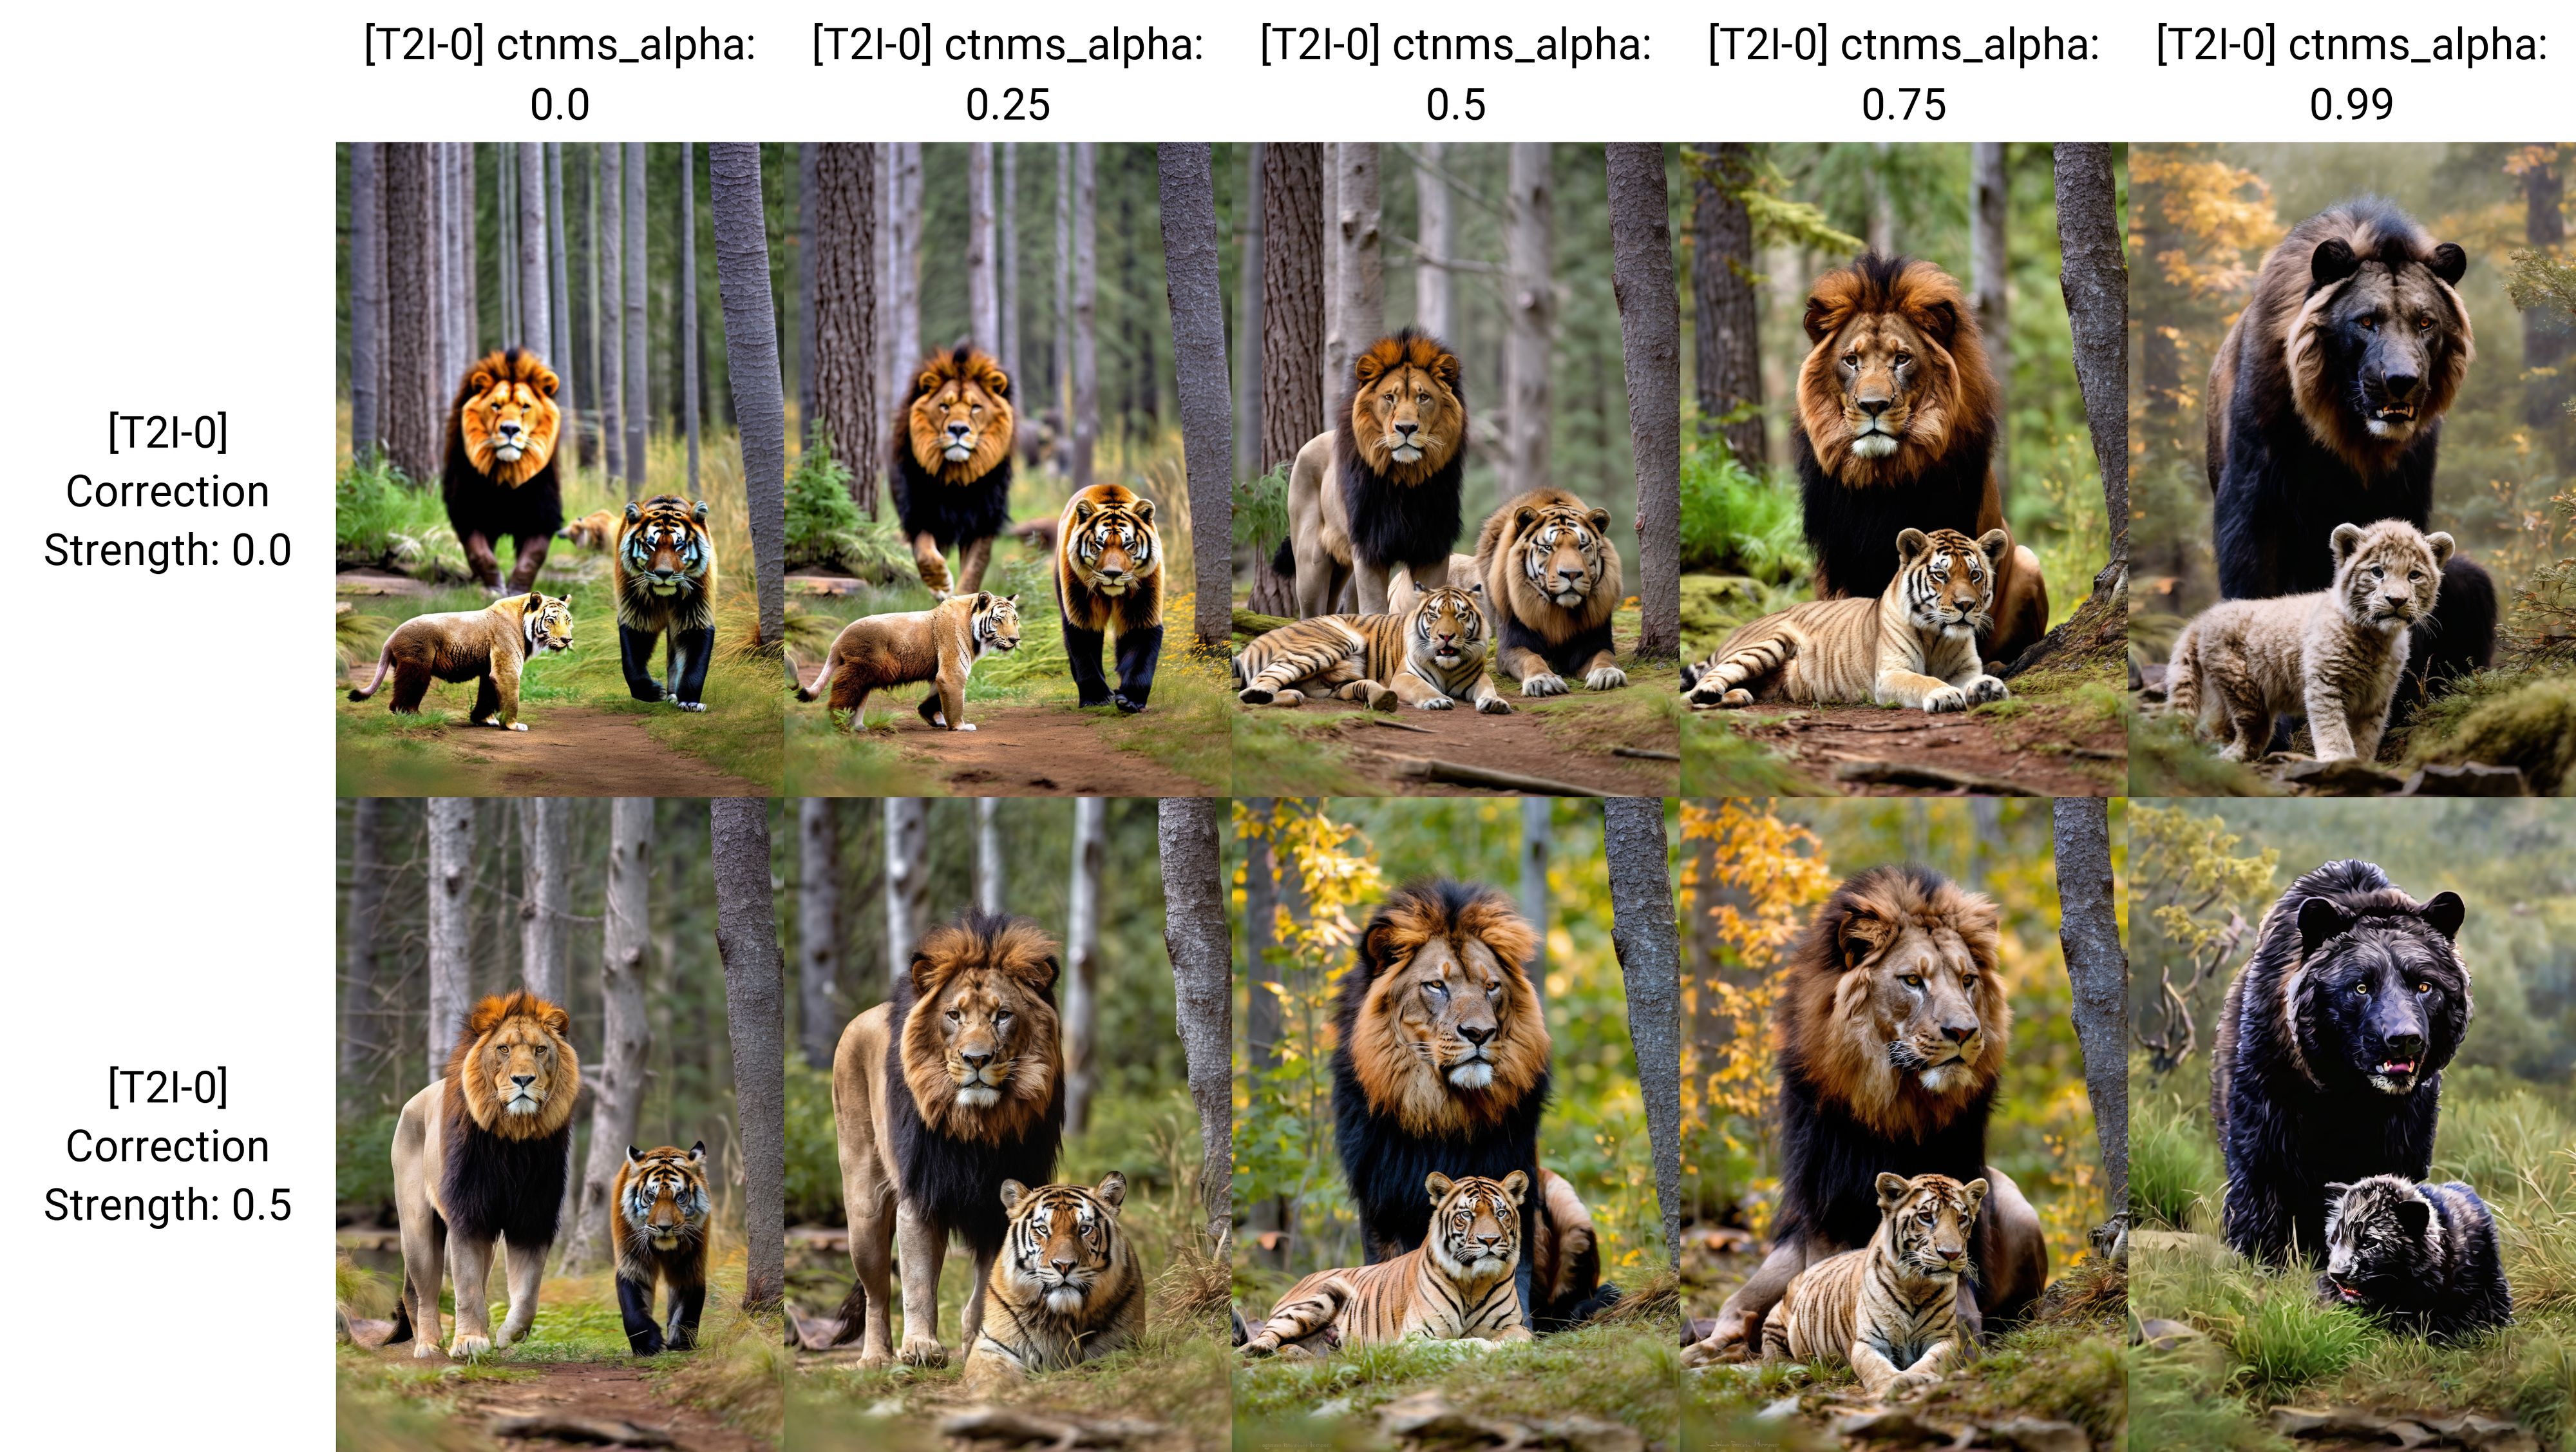 [T2I-0] ctnms_alpha:
0.0
[T2I-0] ctnms_alpha:
0.25
[T2I-0] ctnms_alpha:
0.5
[T2I-0] ctnms_alpha:
0.75
[T2I-0] ctnms_alpha:
0.99
[T2I-0]
Correction
Strength: 0.0
[T2I-0]
Correction
Strength: 0.5